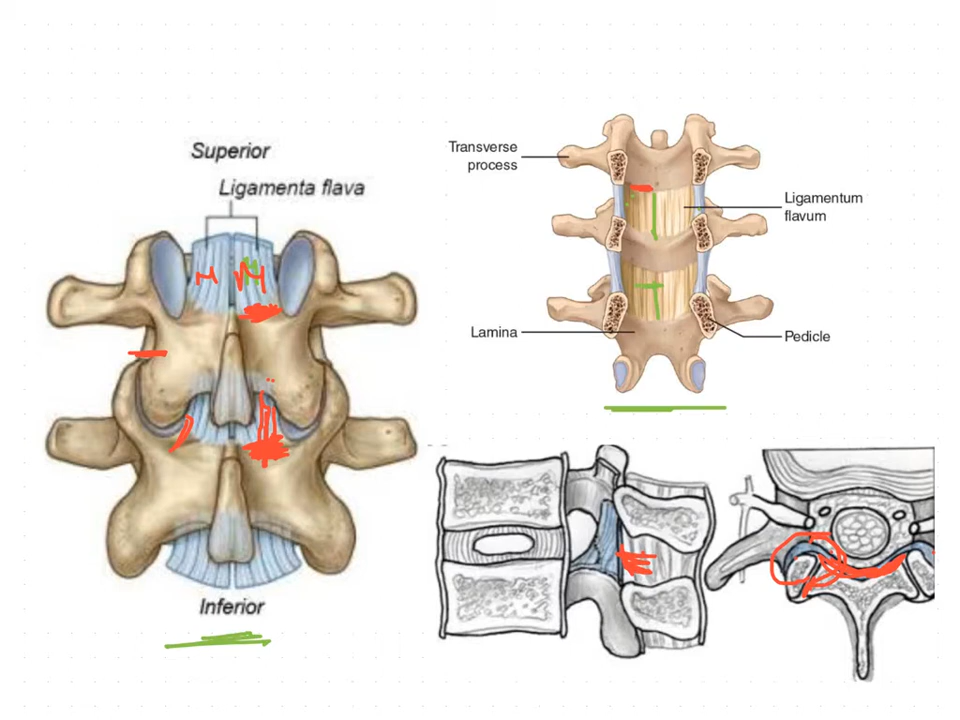 Superior
Ligamenta flava
Inferior
Transverse
process
Ligamentum
flavum
Lamina
Pedicle